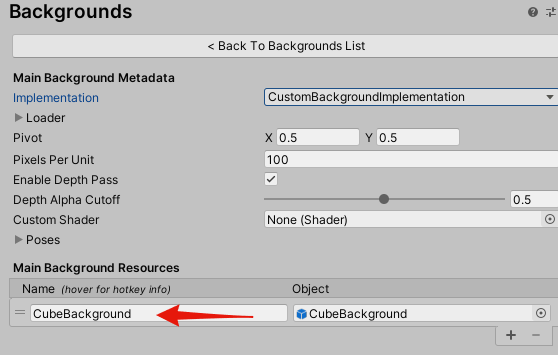 Backgrounds
< Back To Backgrounds List
Main Background Metadata
Implementation CustomBackgroundImplementation
Loader
Pivot X 0.5 Y 0.5
Pixels Per Unit 100
Enable Depth Pass
Depth Alpha Cutoff 0.5
Custom Shader None (Shader)
Poses
Main Background Resources
Name (hover for hotkey info) Object
CubeBackground CubeBackground